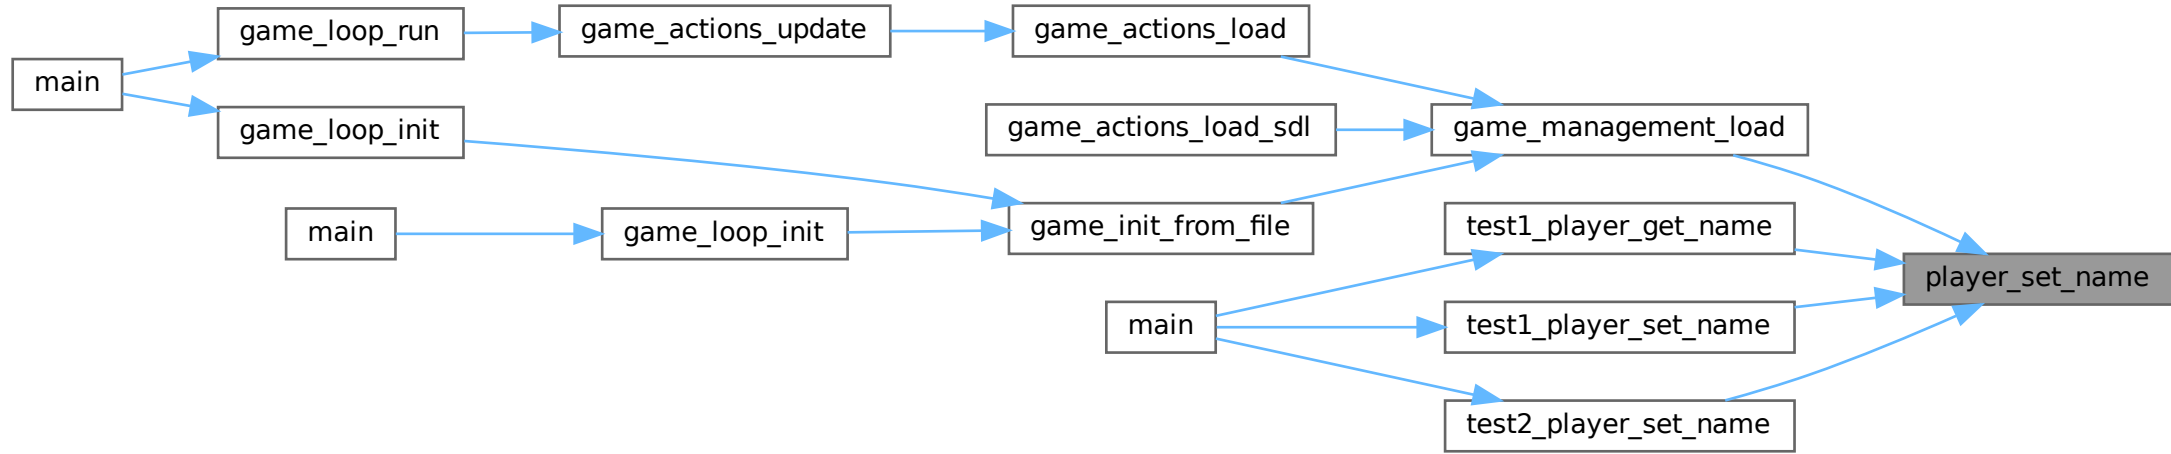 main
game_loop_run
game_actions_update
game_actions_load
game_loop_init
game_actions_load_sdl
game_management_load
main
game_loop_init
game_init_from_file
test1_player_get_name
player_set_name
main
test1_player_set_name
test2_player_set_name